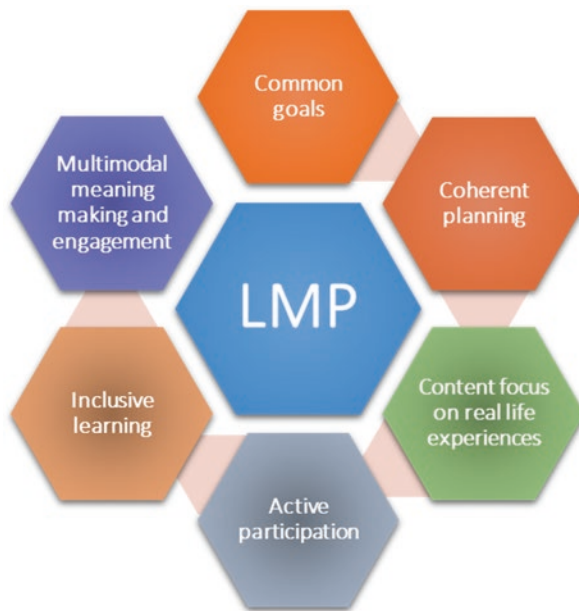 Common
goals
Multimodal
meaning
making and
engagement
Coherent
planning
LMP
Inclusive
learning
Content focus
on real life
experiences
Active
participation